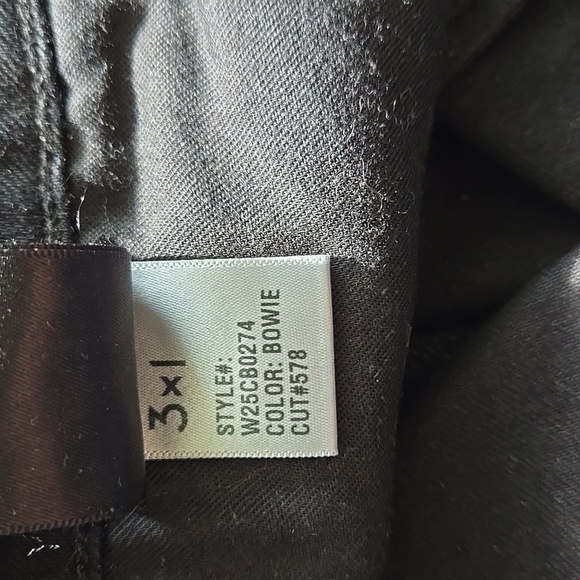 3x1
STYLE#:
W25CB0274
COLOR: BOWIE
CUT#578